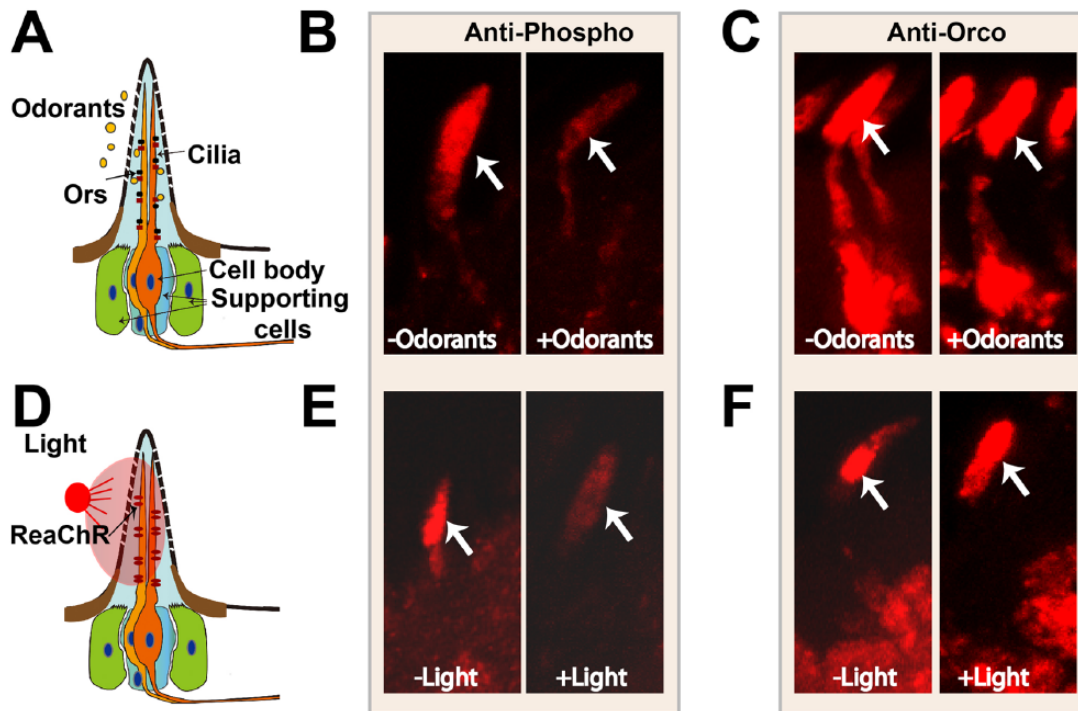 A
Odorants
Cilia
Ors
Cell body
Supporting
cells
B
Anti-Phospho
-Odorants
+Odorants
C
Anti-Orco
-Odorants
+Odorants
D
Light
ReaChR
E
-Light
+Light
F
-Light
+Light